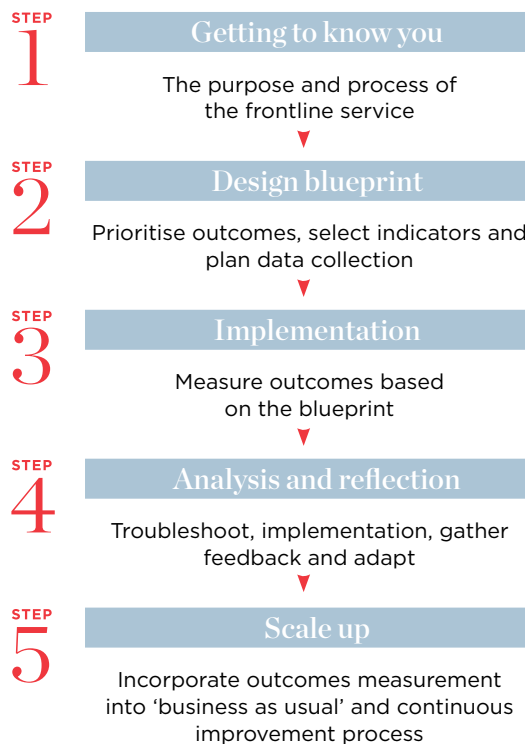 STEP
1
Getting to know you
The purpose and process of
the frontline service
STEP
2
Design blueprint
Prioritise outcomes, select indicators and
plan data collection
STEP
3
Implementation
Measure outcomes based
on the blueprint
STEP
4
Analysis and reflection
Troubleshoot, implementation, gather
feedback and adapt
STEP
5
Scale up
Incorporate outcomes measurement
into ‘business as usual’ and continuous
improvement process